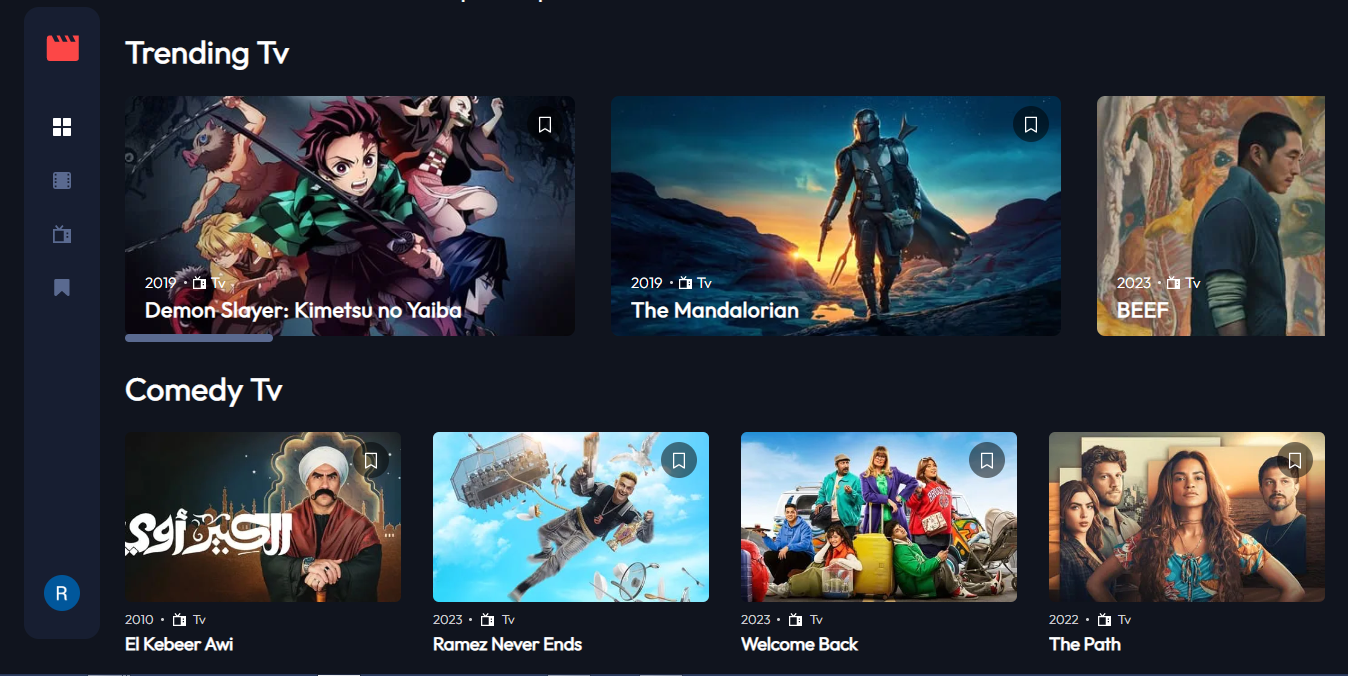 Trending Tv
2019 • Tv
Demon Slayer: Kimetsu no Yaiba
2019 • Tv
The Mandalorian
2023 • Tv
BEEF
Comedy Tv
الكبير أوي
2010 • Tv
El Kebeer Awi
2023 • Tv
Ramez Never Ends
2023 • Tv
Welcome Back
2022 • Tv
The Path
R